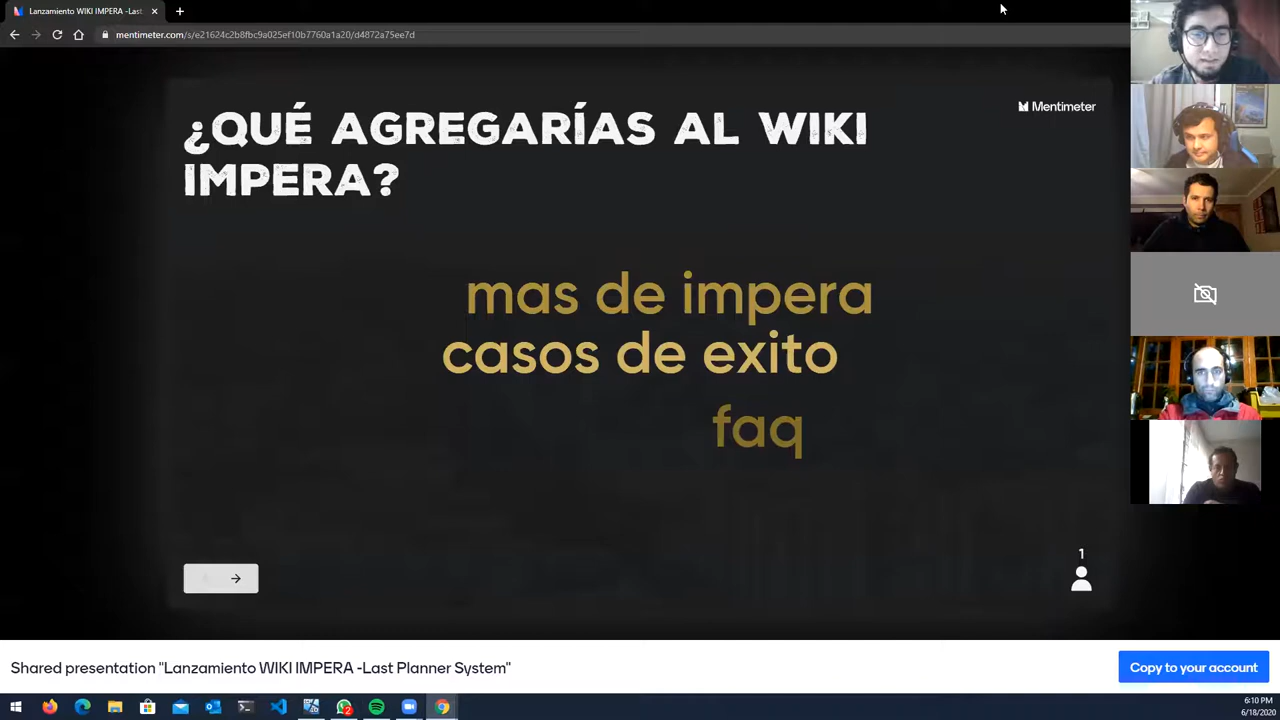 Lanzamiento WIKI IMPERA -Last
mentimeter.com/s/e21624c2b8fbc9a025ef10b7760a1a20/d4872a75ee7d
Mentimeter
¿QUÉ AGREGARÍAS AL WIKI
IMPERA?
mas de impera
casos de exito
faq
1
Shared presentation "Lanzamiento WIKI IMPERA -Last Planner System"
Copy to your account
2
6:10 PM
6/18/2020